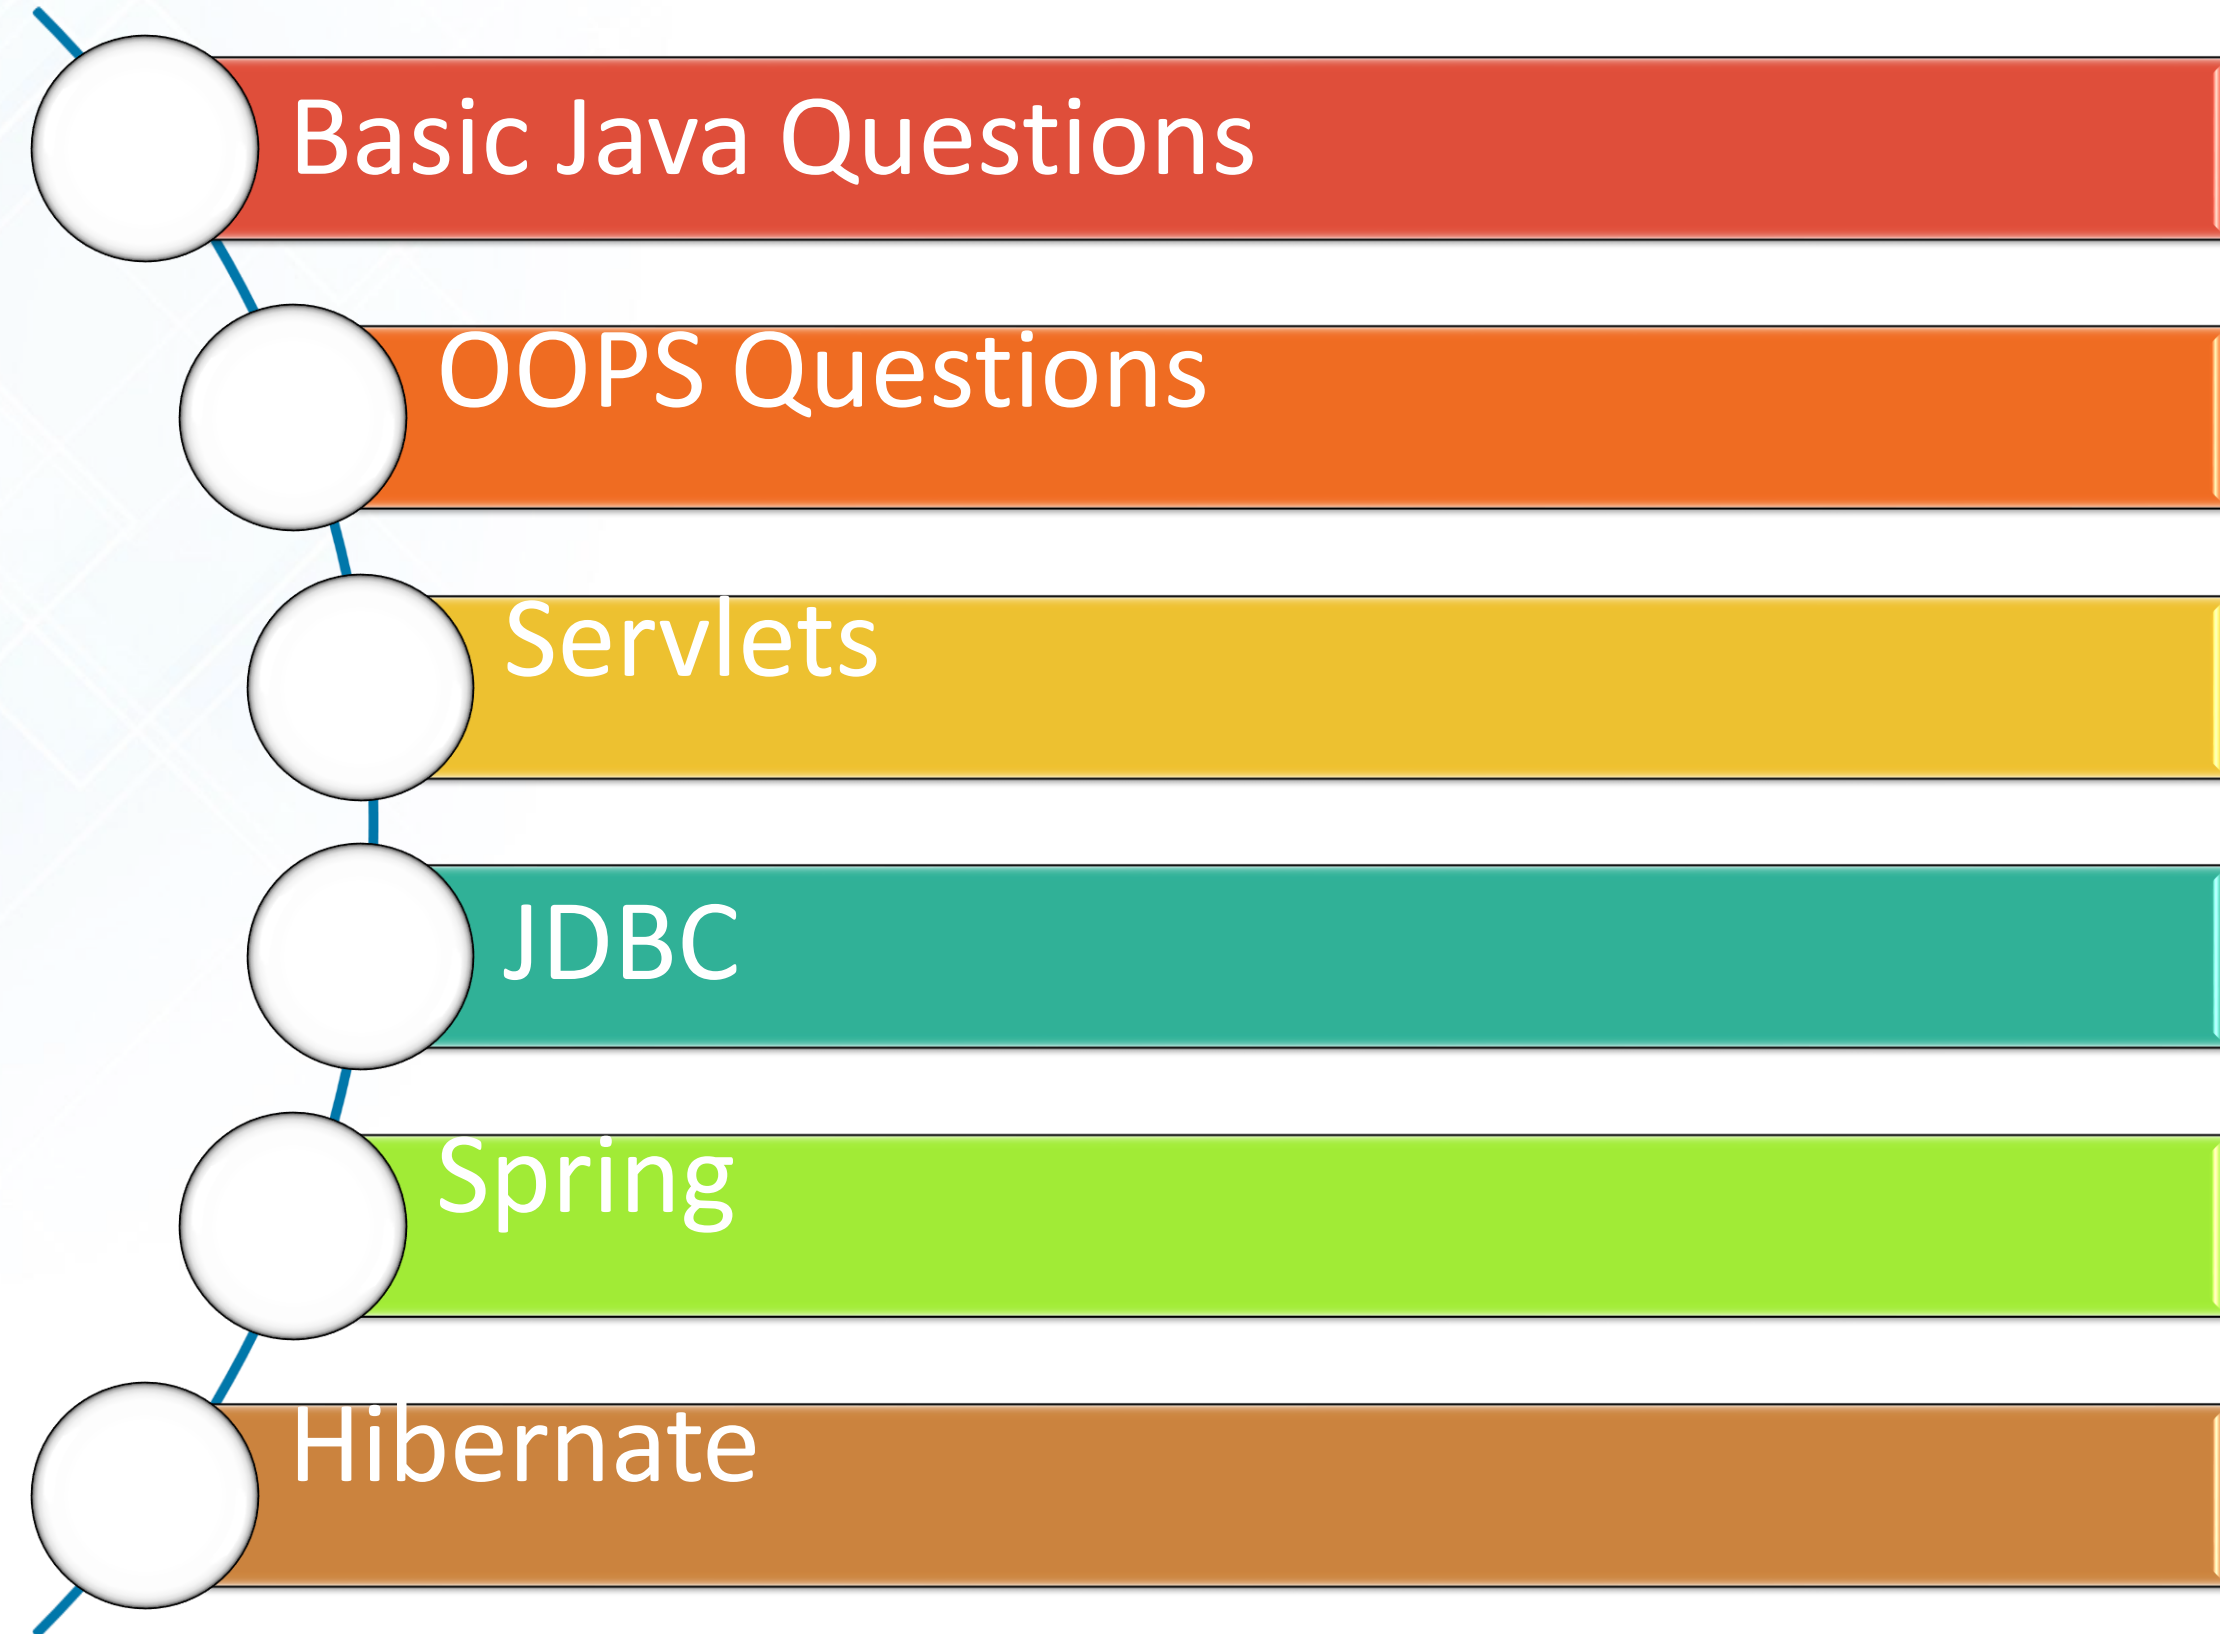 Basic Java Questions
OOPS Questions
Servlets
JDBC
Spring
Hibernate